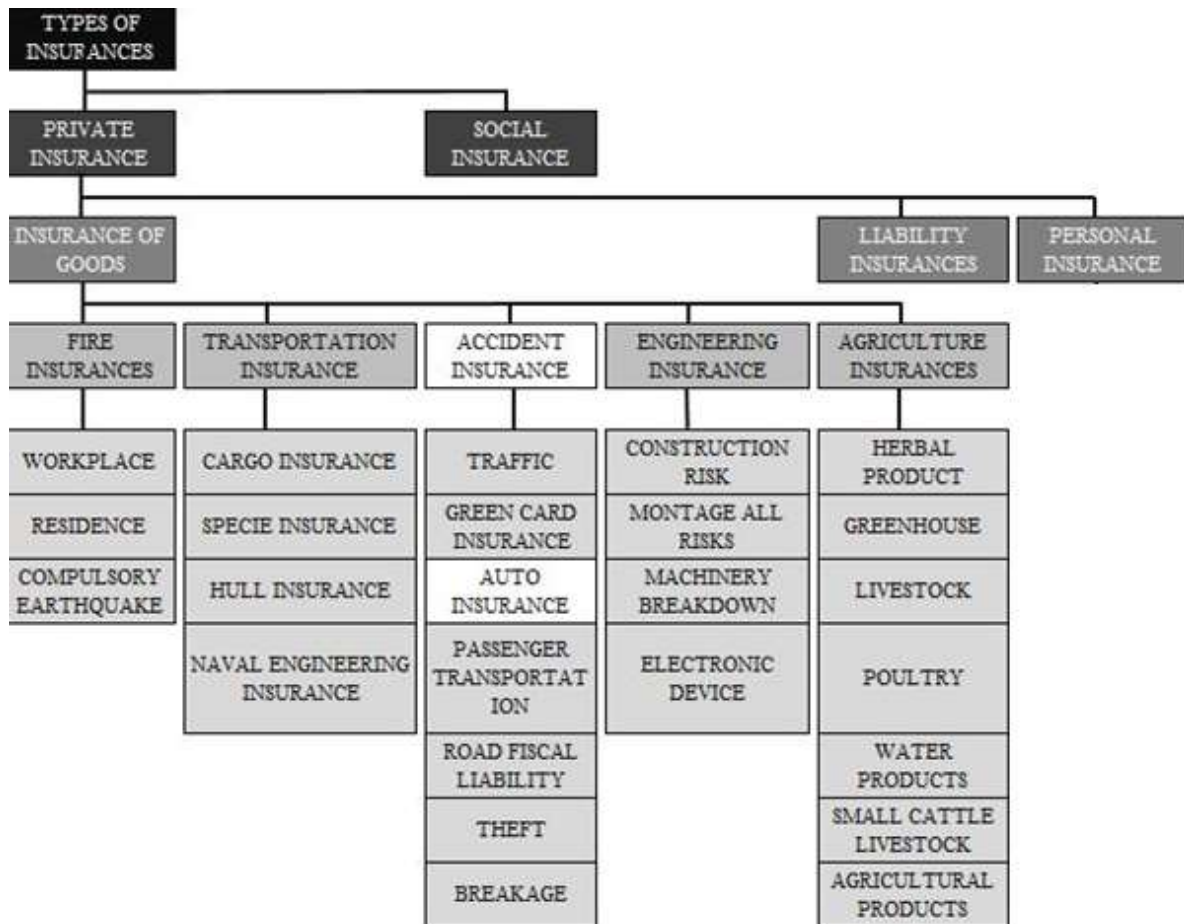 TYPES OF
INSURANCES
PRIVATE
INSURANCE
SOCIAL
INSURANCE
INSURANCE OF
GOODS
LIABILITY
INSURANCES
PERSONAL
INSURANCE
FIRE
INSURANCES
TRANSPORTATION
INSURANCE
ACCIDENT
INSURANCE
ENGINEERING
INSURANCE
AGRICULTURE
INSURANCES
WORKPLACE
RESIDENCE
COMPULSORY
EARTHQUAKE
CARGO INSURANCE
SPECIE INSURANCE
HULL INSURANCE
NAVAL ENGINEERING
INSURANCE
TRAFFIC
GREEN CARD
INSURANCE
AUTO
INSURANCE
PASSENGER
TRANSPORTAT
ION
ROAD FISCAL
LIABILITY
THEFT
BREAKAGE
CONSTRUCTION
RISK
MONTAGE ALL
RISKS
MACHINERY
BREAKDOWN
ELECTRONIC
DEVICE
HERBAL
PRODUCT
GREENHOUSE
LIVESTOCK
POULTRY
WATER
PRODUCTS
SMALL CATTLE
LIVESTOCK
AGRICULTURAL
PRODUCTS